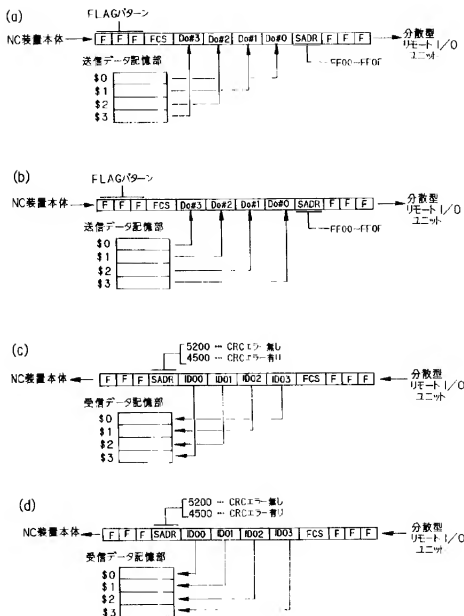 (a)
FLAGパターン
NC装置本体 F F F FCS Do#3 Do#2 Do#1 Do#0 SADR F F F 分散型リモートI/Oユニット
送信データ記憶部
FF00~FF0F
$0
$1
$2
$3
(b)
FLAGパターン
NC装置本体 F F F FCS Do#3 Do#2 Do#1 Do#0 SADR F F F 分散型リモートI/Oユニット
送信データ記憶部
FF00~FF0F
$0
$1
$2
$3
(c)
5200 … CRCエラー無し
4500 … CRCエラー有り
NC装置本体 F F F SADR ID00 ID01 ID02 ID03 FCS F F F 分散型リモートI/Oユニット
受信データ記憶部
$0
$1
$2
$3
(d)
5200 … CRCエラー無し
4500 … CRCエラー有り
NC装置本体 F F F SADR ID00 ID01 ID02 ID03 FCS F F F 分散型リモートI/Oユニット
受信データ記憶部
$0
$1
$2
$3